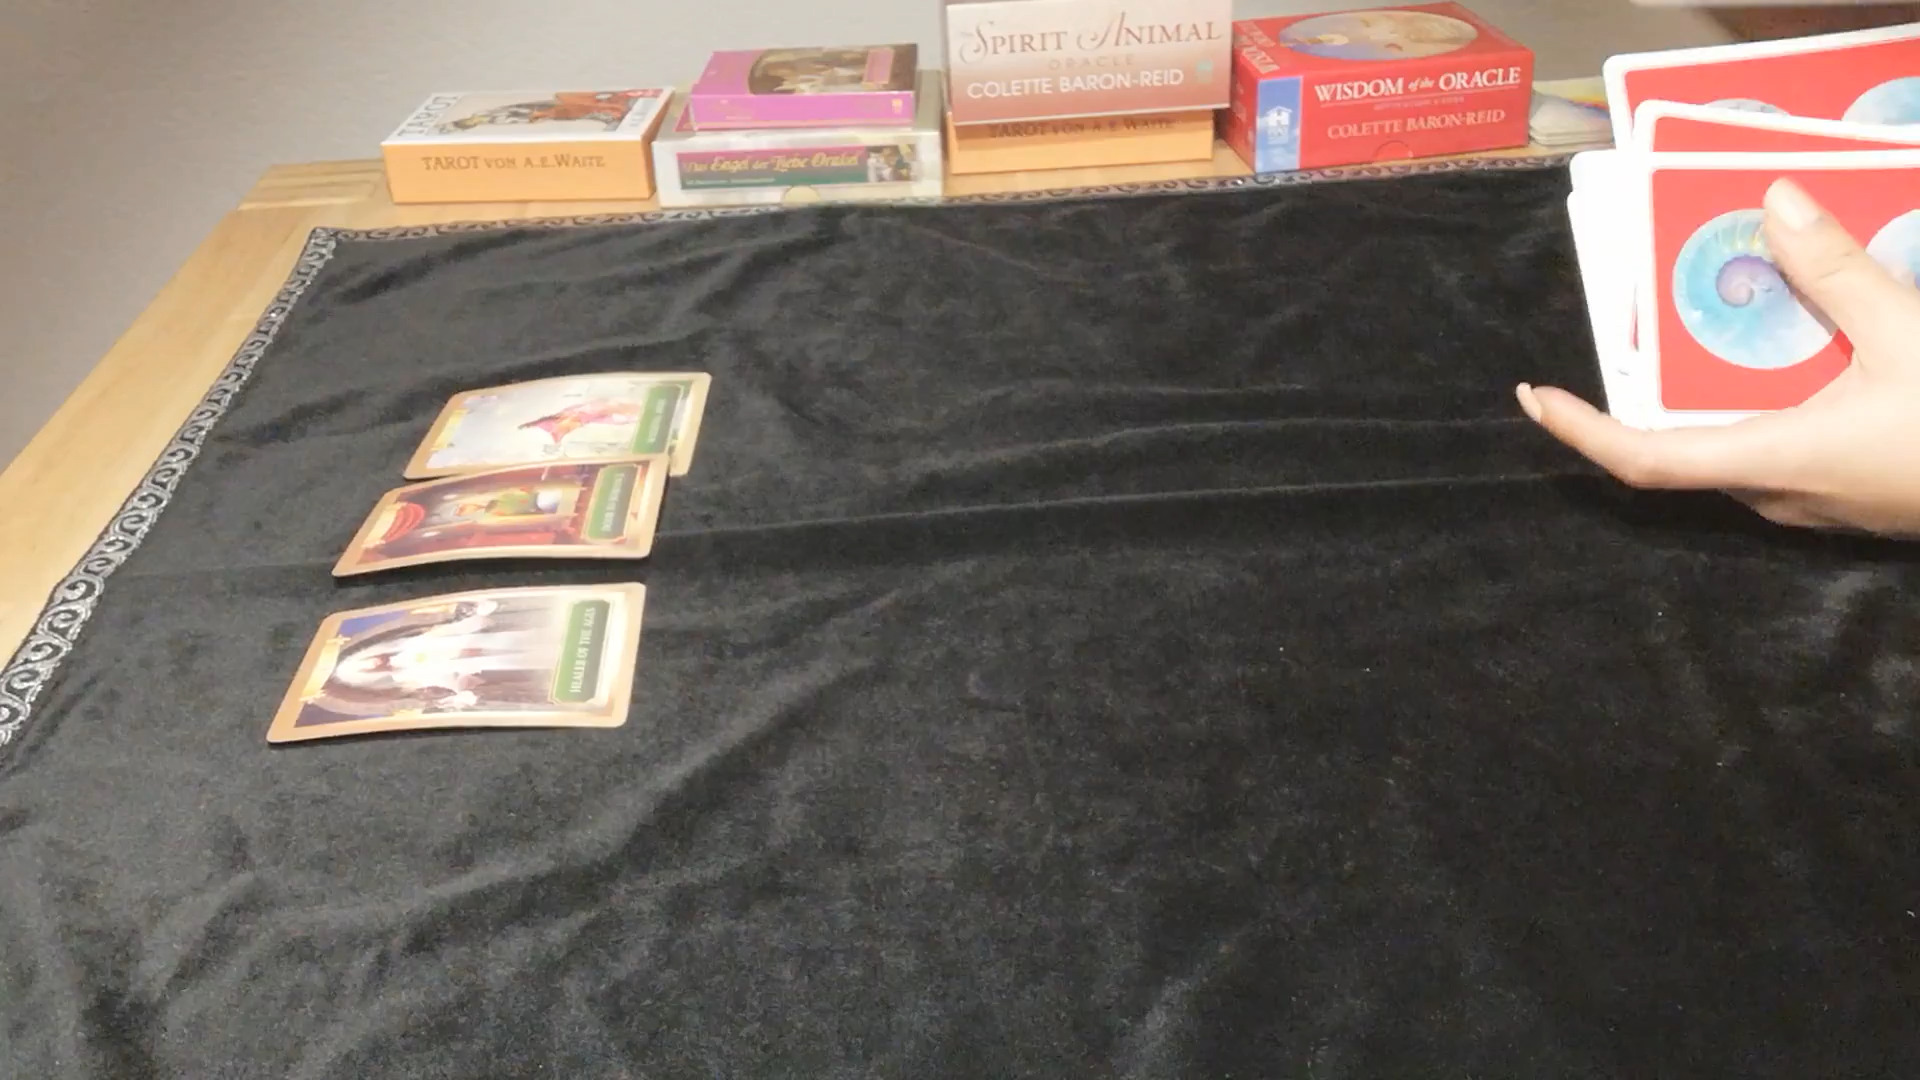 TAROT
TAROT VON A.E. WAITE
Das Engel der Liebe Orakel
SPIRIT ANIMAL
ORACLE
COLETTE BARON-REID
TAROT VON A.E. WAITE
WISDOM of the ORACLE
COLETTE BARON-REID
HEALER OF THE AGES